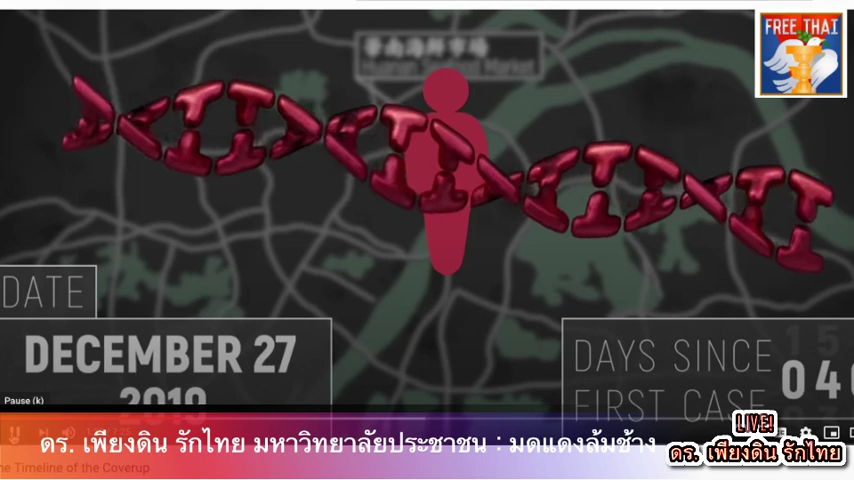 FREE THAI
華南海鮮市場
Huanan Seafood Market
DATE
DECEMBER 27
2019
DAYS SINCE
FIRST CASE
04
Pause (k)
ดร. เพียงดิน รักไทย มหาวิทยาลัยประชาชน : มดแดงล้มช้าง
LIVE!
ดร. เพียงดิน รักไทย
he Timeline of the Coverup